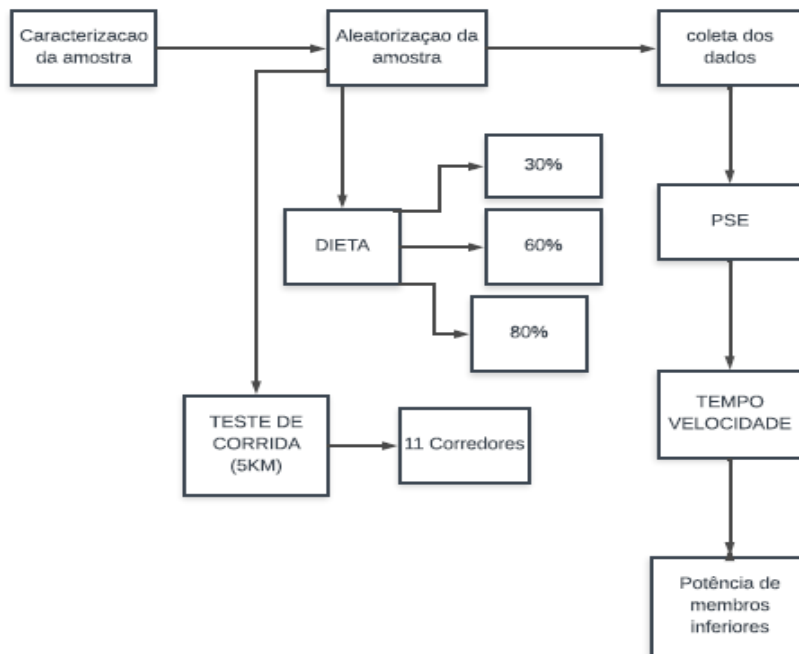 Caracterizacao
da amostra
Aleatorizaçao da
amostra
coleta dos
dados
30%
DIETA
60%
PSE
80%
TESTE DE
CORRIDA
(5KM)
11 Corredores
TEMPO
VELOCIDADE
Potência de
membros
inferiores